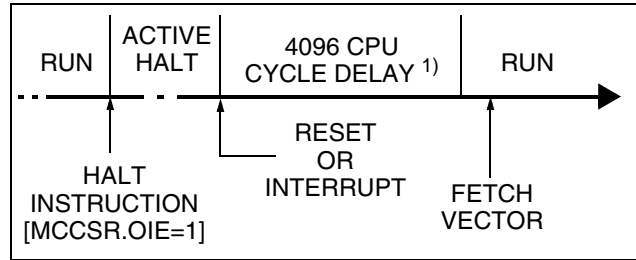 RUN
ACTIVE
HALT
4096 CPU
CYCLE DELAY 1)
RUN
HALT
INSTRUCTION
[MCCSR.OIE=1]
RESET
OR
INTERRUPT
FETCH
VECTOR